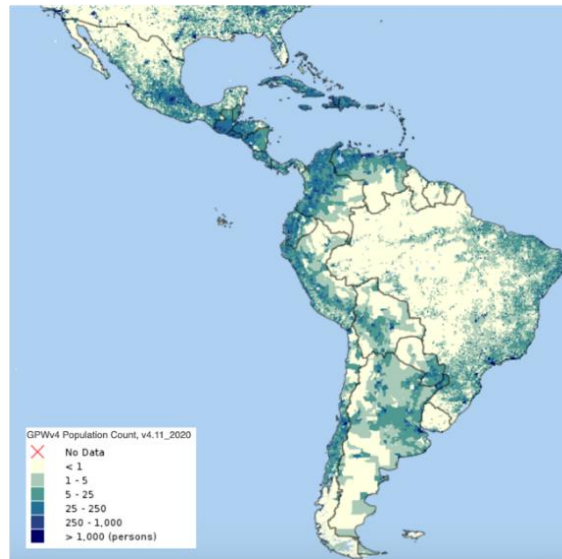 GPWv4 Population Count, v4.11_2020
No Data
< 1
1 - 5
5 - 25
25 - 250
250 - 1,000
> 1,000 (persons)